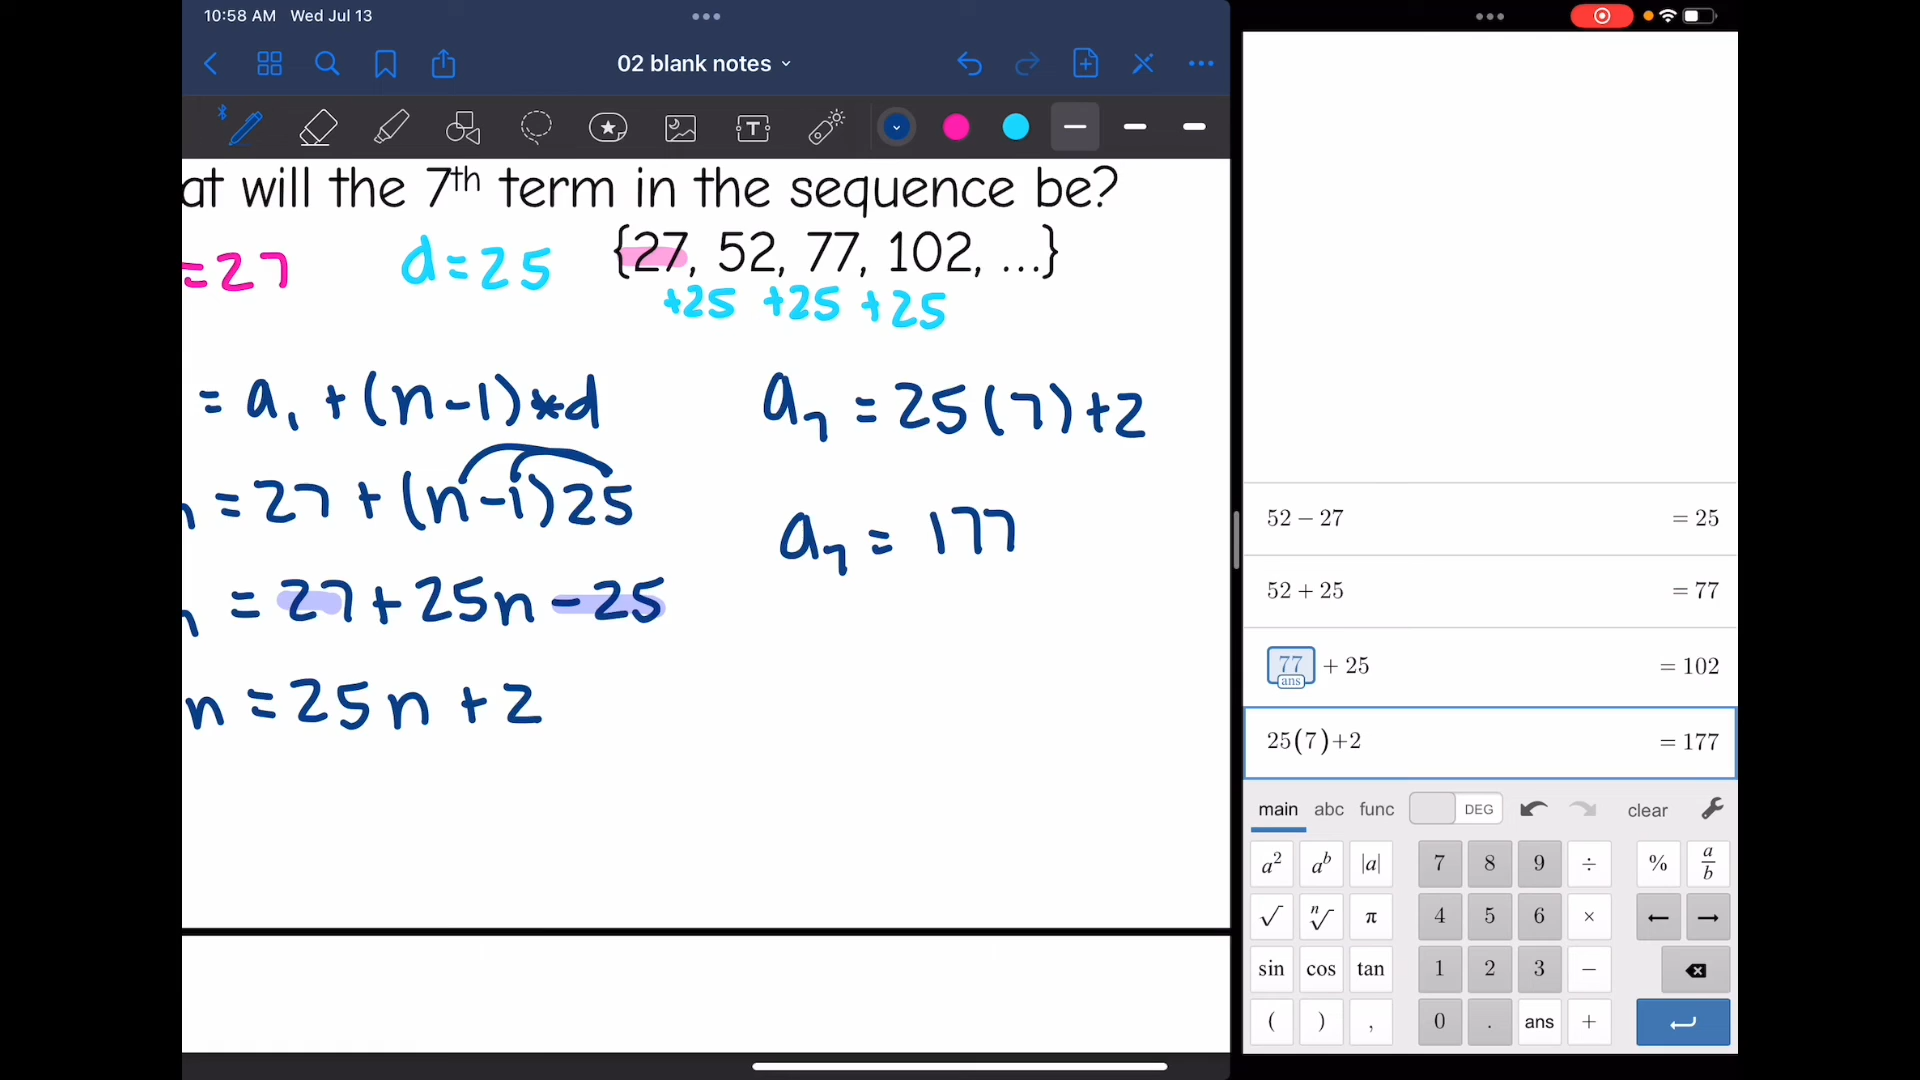 10:58 AM Wed Jul 13
02 blank notes
at will the 7th term in the sequence be?
=27 d=25 {27, 52, 77, 102, ...}
+25 +25 +25
= a₁ + (n-1)*d
a₇ = 25(7)+2
n = 27 + (n-1)25
a₇ = 177
n = 27 + 25n - 25
n = 25n + 2
52 − 27 = 25
52 + 25 = 77
77 ans + 25 = 102
25(7)+2 = 177
main abc func DEG clear
a² aᵇ |a| 7 8 9 ÷ % a/b
√ ⁿ√ π 4 5 6 × ← →
sin cos tan 1 2 3 −
( ) , 0 . ans +